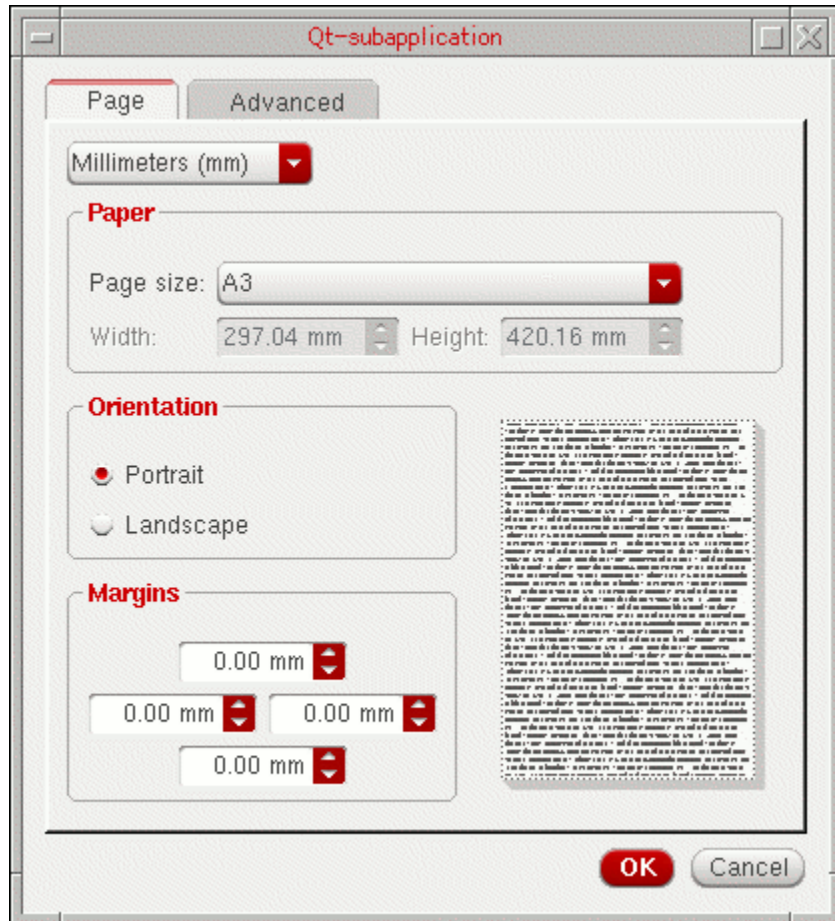 Qt-subapplication
Page Advanced
Millimeters (mm)
Paper
Page size: A3
Width: 297.04 mm Height: 420.16 mm
Orientation
Portrait
Landscape
Margins
0.00 mm
0.00 mm 0.00 mm
0.00 mm
OK Cancel